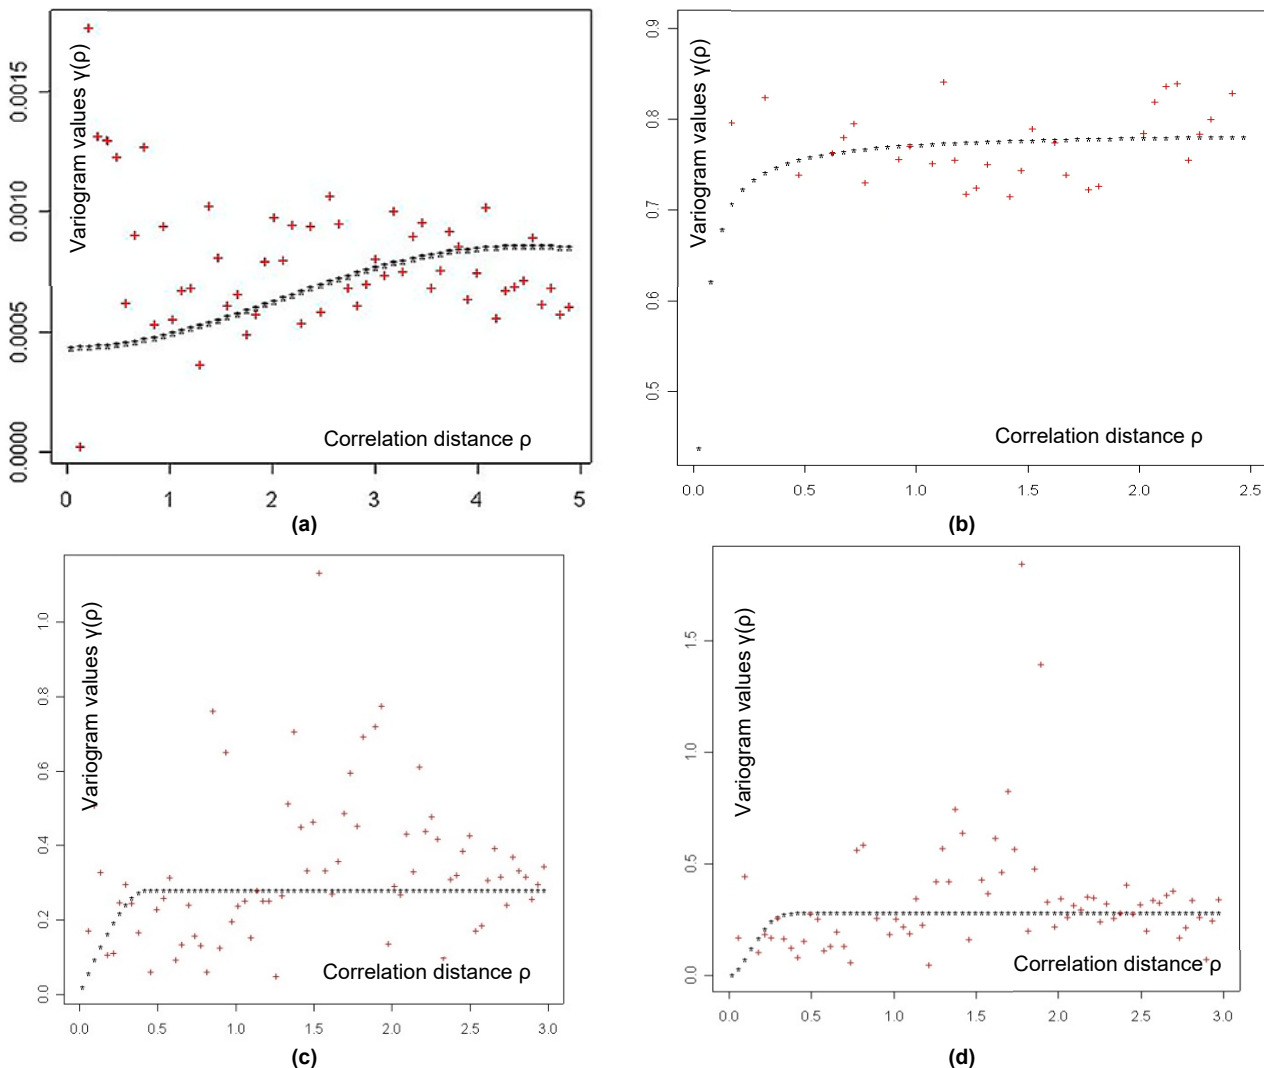 Variogram values γ(ρ)
0.0015
0.0010
0.0005
0.0000
Correlation distance ρ
0 1 2 3 4 5
(a)
Variogram values γ(ρ)
0.9
0.8
0.7
0.6
0.5
Correlation distance ρ
0.0 0.5 1.0 1.5 2.0 2.5
(b)
Variogram values γ(ρ)
1.0
0.8
0.6
0.4
0.2
0.0
Correlation distance ρ
0.0 0.5 1.0 1.5 2.0 2.5 3.0
(c)
Variogram values γ(ρ)
1.5
1.0
0.5
0.0
Correlation distance ρ
0.0 0.5 1.0 1.5 2.0 2.5 3.0
(d)